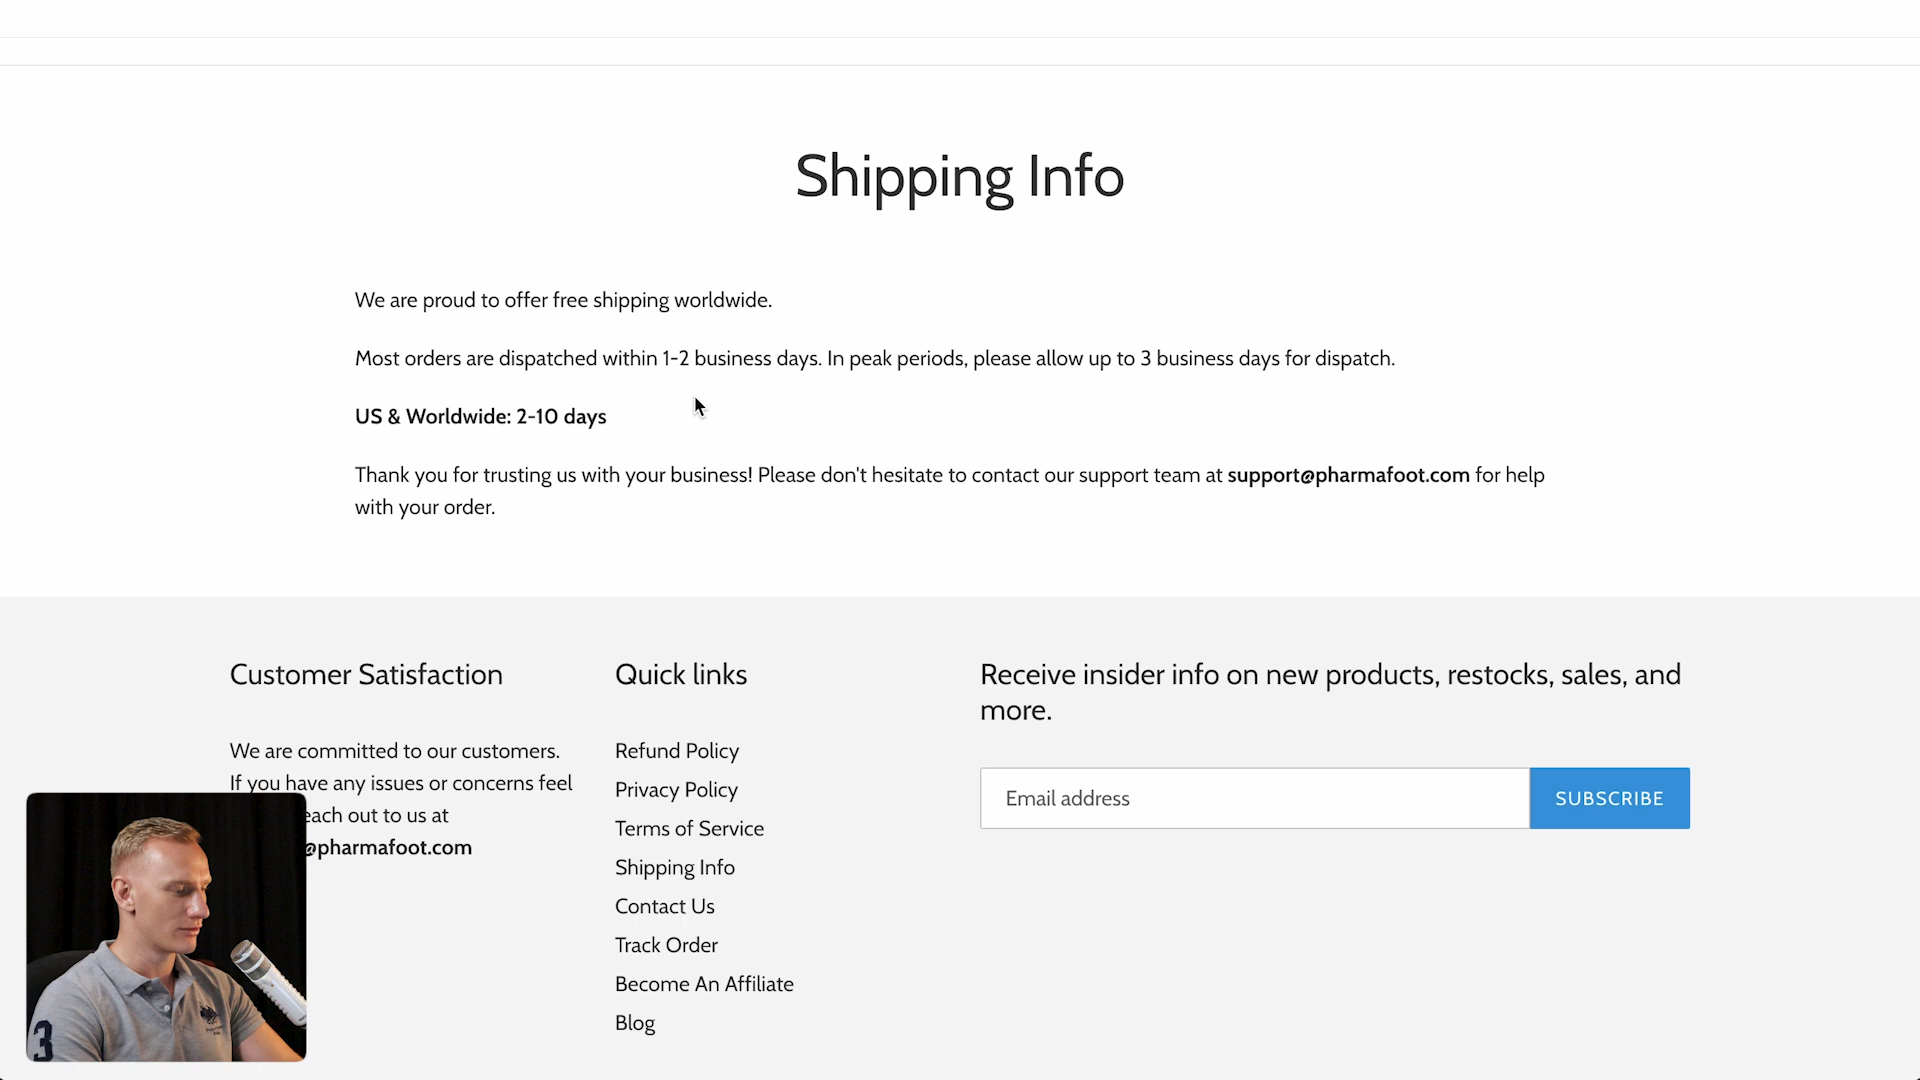 Shipping Info
We are proud to offer free shipping worldwide.
Most orders are dispatched within 1-2 business days. In peak periods, please allow up to 3 business days for dispatch.
US & Worldwide: 2-10 days
Thank you for trusting us with your business! Please don't hesitate to contact our support team at support@pharmafoot.com for help
with your order.
Customer Satisfaction
We are committed to our customers.
If you have any issues or concerns feel
each out to us at
@pharmafoot.com
Quick links
Refund Policy
Privacy Policy
Terms of Service
Shipping Info
Contact Us
Track Order
Become An Affiliate
Blog
Receive insider info on new products, restocks, sales, and
more.
Email address
SUBSCRIBE
3